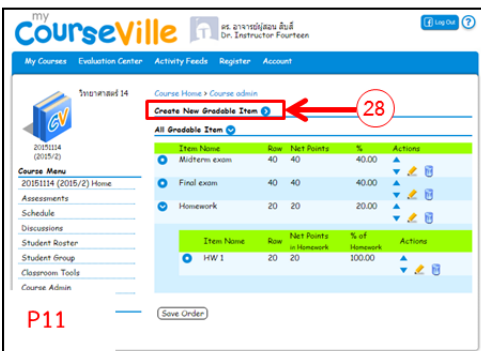 my
CourseVille
ดร. อาจารย์ผู้สอน สิบสี่
Dr. Instructor Fourteen
Log Out
?
My Courses Evaluation Center Activity Feeds Register Account
CV
20151114
(2015/2)
วิทยาศาสตร์ 14
Course Menu
20151114 (2015/2) Home
Assessments
Schedule
Discussions
Student Roster
Student Group
Classroom Tools
Course Admin
P11
Course Home > Course admin
Create New Gradable Item
28
All Gradable Item
Item Name Raw Net Points % Actions
Midterm exam 40 40 40.00
Final exam 40 40 40.00
Homework 20 20 20.00
Item Name Raw Net Points in Homework % of Homework Actions
HW 1 20 20 100.00
Save Order